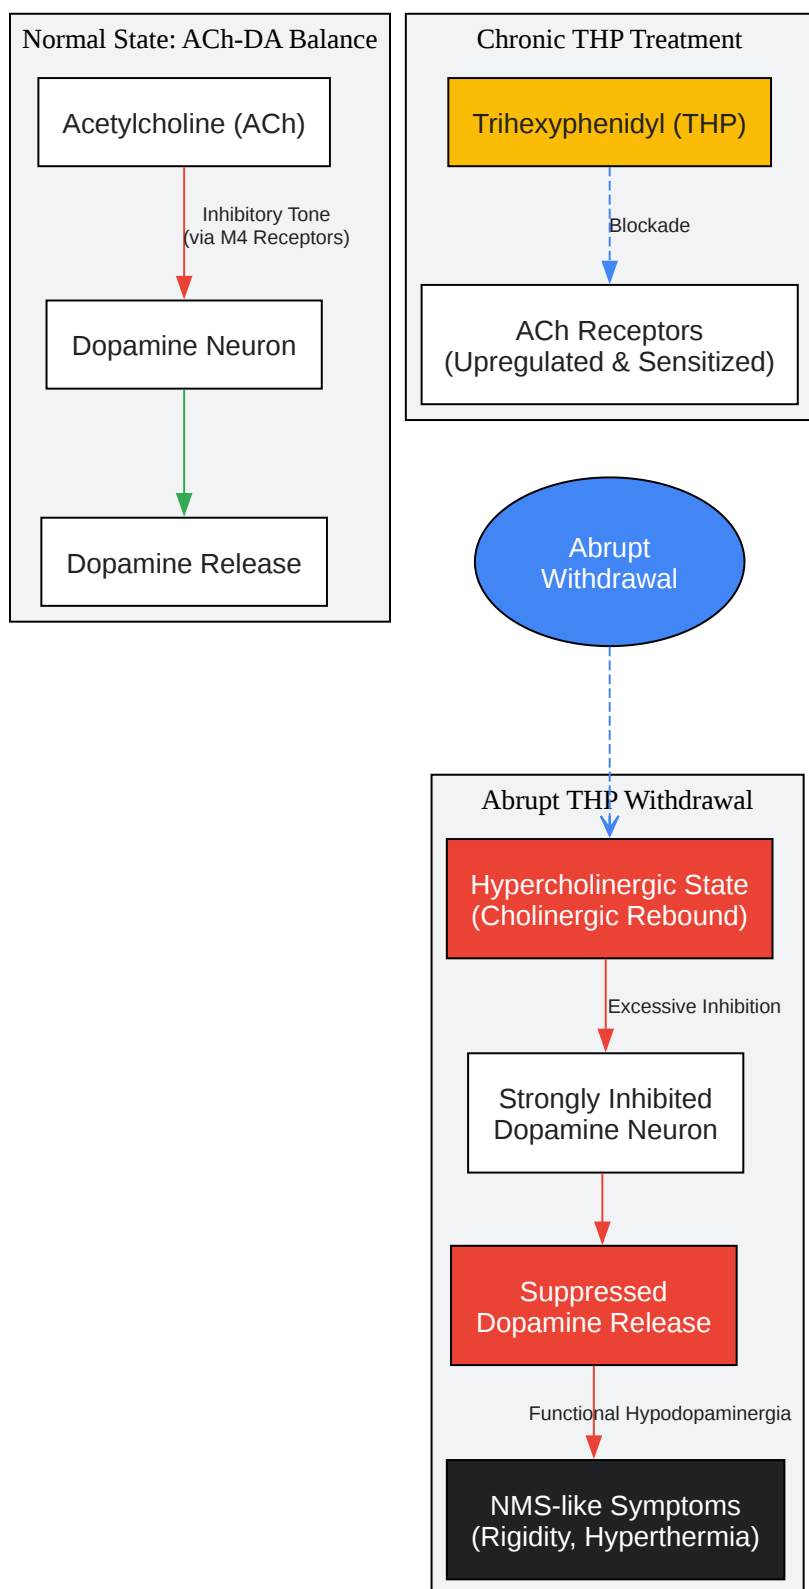 Normal State: ACh-DA Balance
Acetylcholine (ACh)
Inhibitory Tone
(via M4 Receptors)
Dopamine Neuron
Dopamine Release
Chronic THP Treatment
Trihexyphenidyl (THP)
Blockade
ACh Receptors
(Upregulated & Sensitized)
Abrupt
Withdrawal
Abrupt THP Withdrawal
Hypercholinergic State
(Cholinergic Rebound)
Excessive Inhibition
Strongly Inhibited
Dopamine Neuron
Suppressed
Dopamine Release
Functional Hypodopaminergia
NMS-like Symptoms
(Rigidity, Hyperthermia)